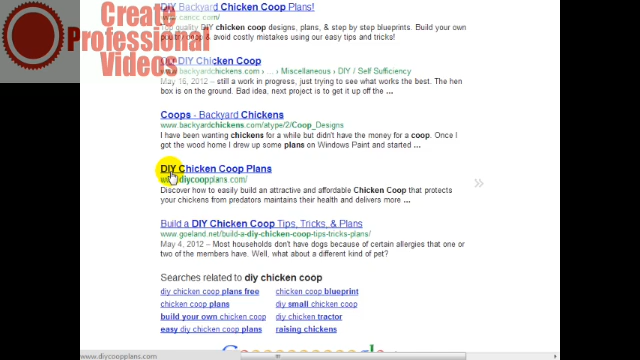 Create
Professional
Videos
DIY Backyard Chicken Coop Plans!
www.cancc.com/
Top quality DIY chicken coop designs, plans, & step by step blueprints. Build your own
poultry coop & avoid costly mistakes using our easy tips and tricks!
DIY Chicken Coop
www.backyardchickens.com › ... › Miscellaneous › DIY / Self Sufficiency
May 16, 2012 – still a work in progress, just trying to see what works the best. The hen
box is on the ground. Bad idea, next project is to get it up off the ...
Coops - Backyard Chickens
www.backyardchickens.com/atype/2/Coop_Designs
I have been wanting chickens for a while but didn't have the money for a coop. Once I
got the wood home I drew up some plans on Windows Paint and started ...
DIY Chicken Coop Plans
www.diycoopplans.com/
Discover how to easily build an attractive and affordable Chicken Coop that protects
your chickens from predators maintains their health and delivers more ...
Build a DIY Chicken Coop Tips, Tricks, & Plans
www.goeland.net/build-a-diy-chicken-coop-tips-tricks-plans/
May 4, 2012 – Most households don't have dogs because of certain allergies that one or
two of the members have. Well, what about a different kind of pet?
Searches related to diy chicken coop
diy chicken coop plans free chicken coop blueprint
chicken coop plans diy small chicken coop
build your own chicken coop diy chicken tractor
easy diy chicken coop plans raising chickens
www.diycoopplans.com